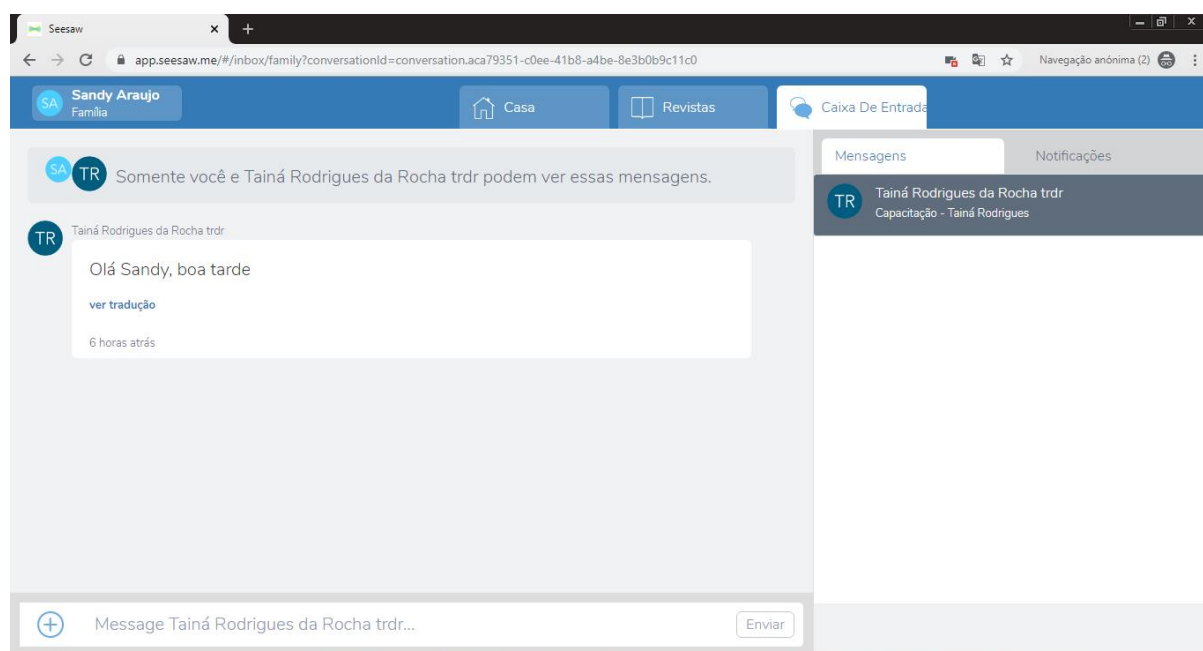 Seesaw
app.seesaw.me/#/inbox/family?conversationId=conversation.aca79351-c0ee-41b8-a4be-8e3b0b9c11c0
Navegação anónima (2)
SA
Sandy Araujo
Família
Casa
Revistas
Caixa De Entrada
SA TR Somente você e Tainá Rodrigues da Rocha trdr podem ver essas mensagens.
TR
Tainá Rodrigues da Rocha trdr
Olá Sandy, boa tarde
ver tradução
6 horas atrás
Message Tainá Rodrigues da Rocha trdr...
Enviar
Mensagens
Notificações
TR
Tainá Rodrigues da Rocha trdr
Capacitação - Tainá Rodrigues